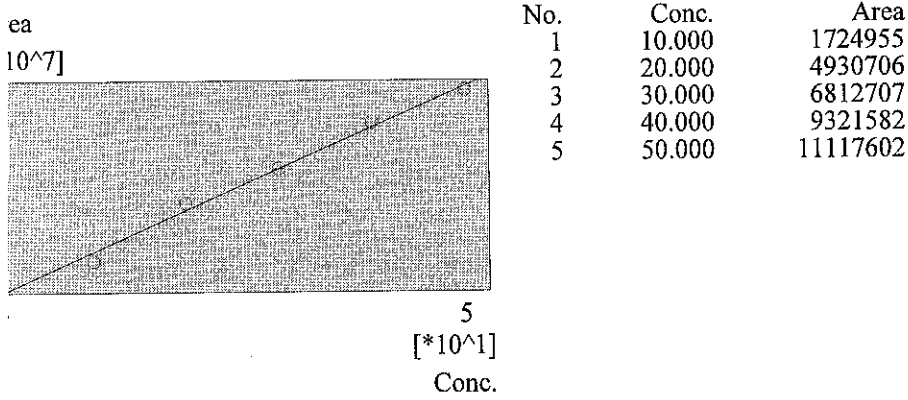 ea
10^7]
5
[*10^1]
Conc.
No. Conc. Area
1 10.000 1724955
2 20.000 4930706
3 30.000 6812707
4 40.000 9321582
5 50.000 11117602